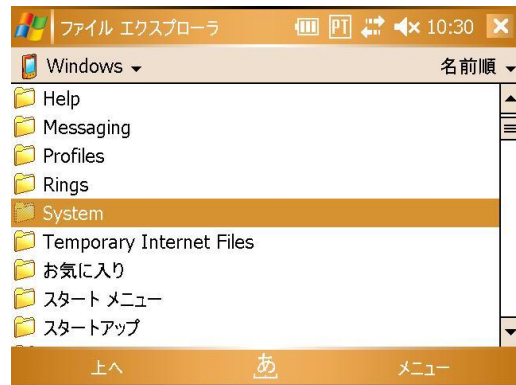 ファイル エクスプローラ PT 10:30
Windows 名前順
Help
Messaging
Profiles
Rings
System
Temporary Internet Files
お気に入り
スタート メニュー
スタートアップ
上へ あ メニュー